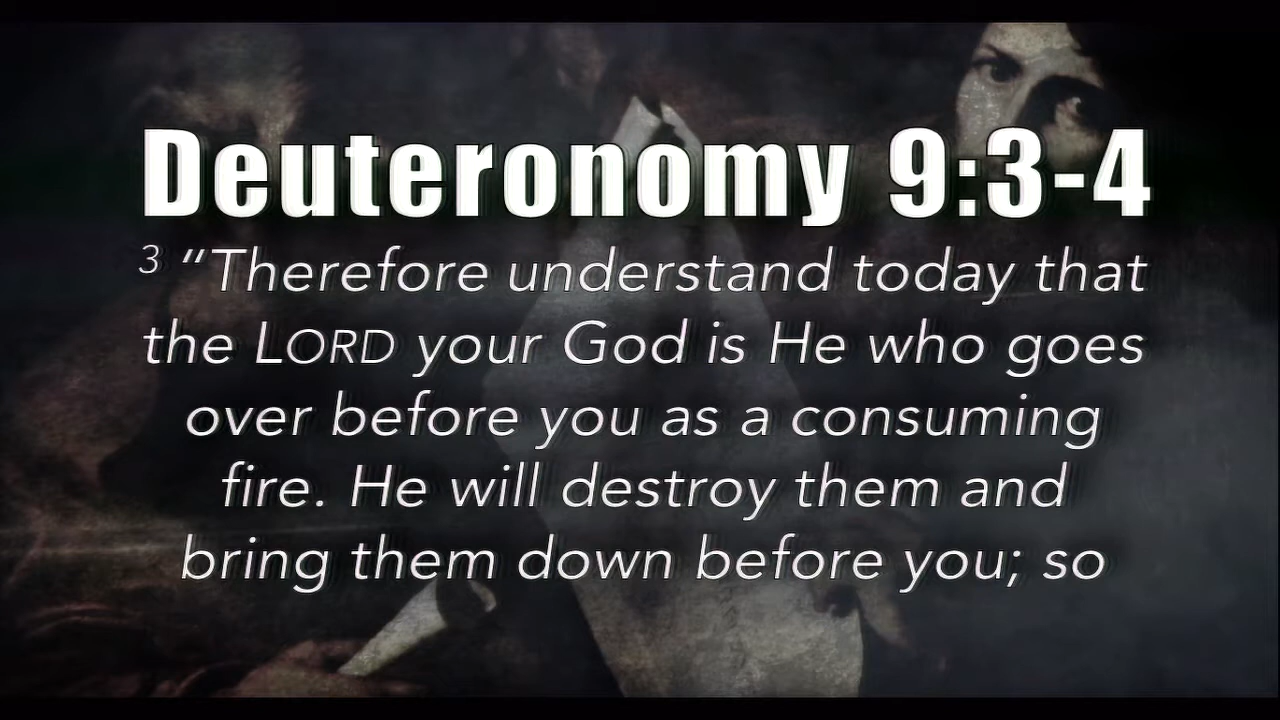 Deuteronomy 9:3-4
3 “Therefore understand today that
the LORD your God is He who goes
over before you as a consuming
fire. He will destroy them and
bring them down before you; so